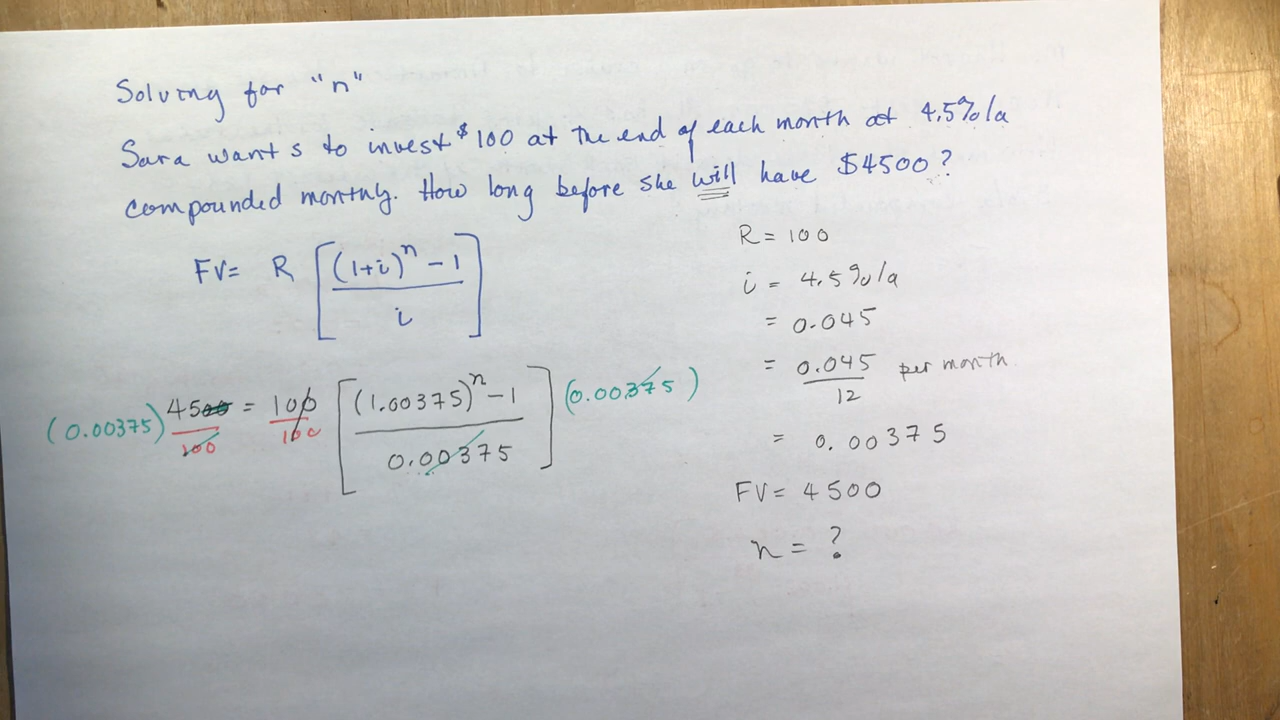 Solving for "n"
Sara wants to invest $100 at the end of each month at 4.5%/a
compounded montnly. How long before she will have $4500?
FV= R [ (1+i)^n - 1 / i ]
(0.00375) 4500/100 = 100/100 [ (1.00375)^n - 1 / 0.00375 ] (0.00375)
R = 100
i = 4.5%/a
= 0.045
= 0.045/12 per month
= 0.00375
FV = 4500
n = ?